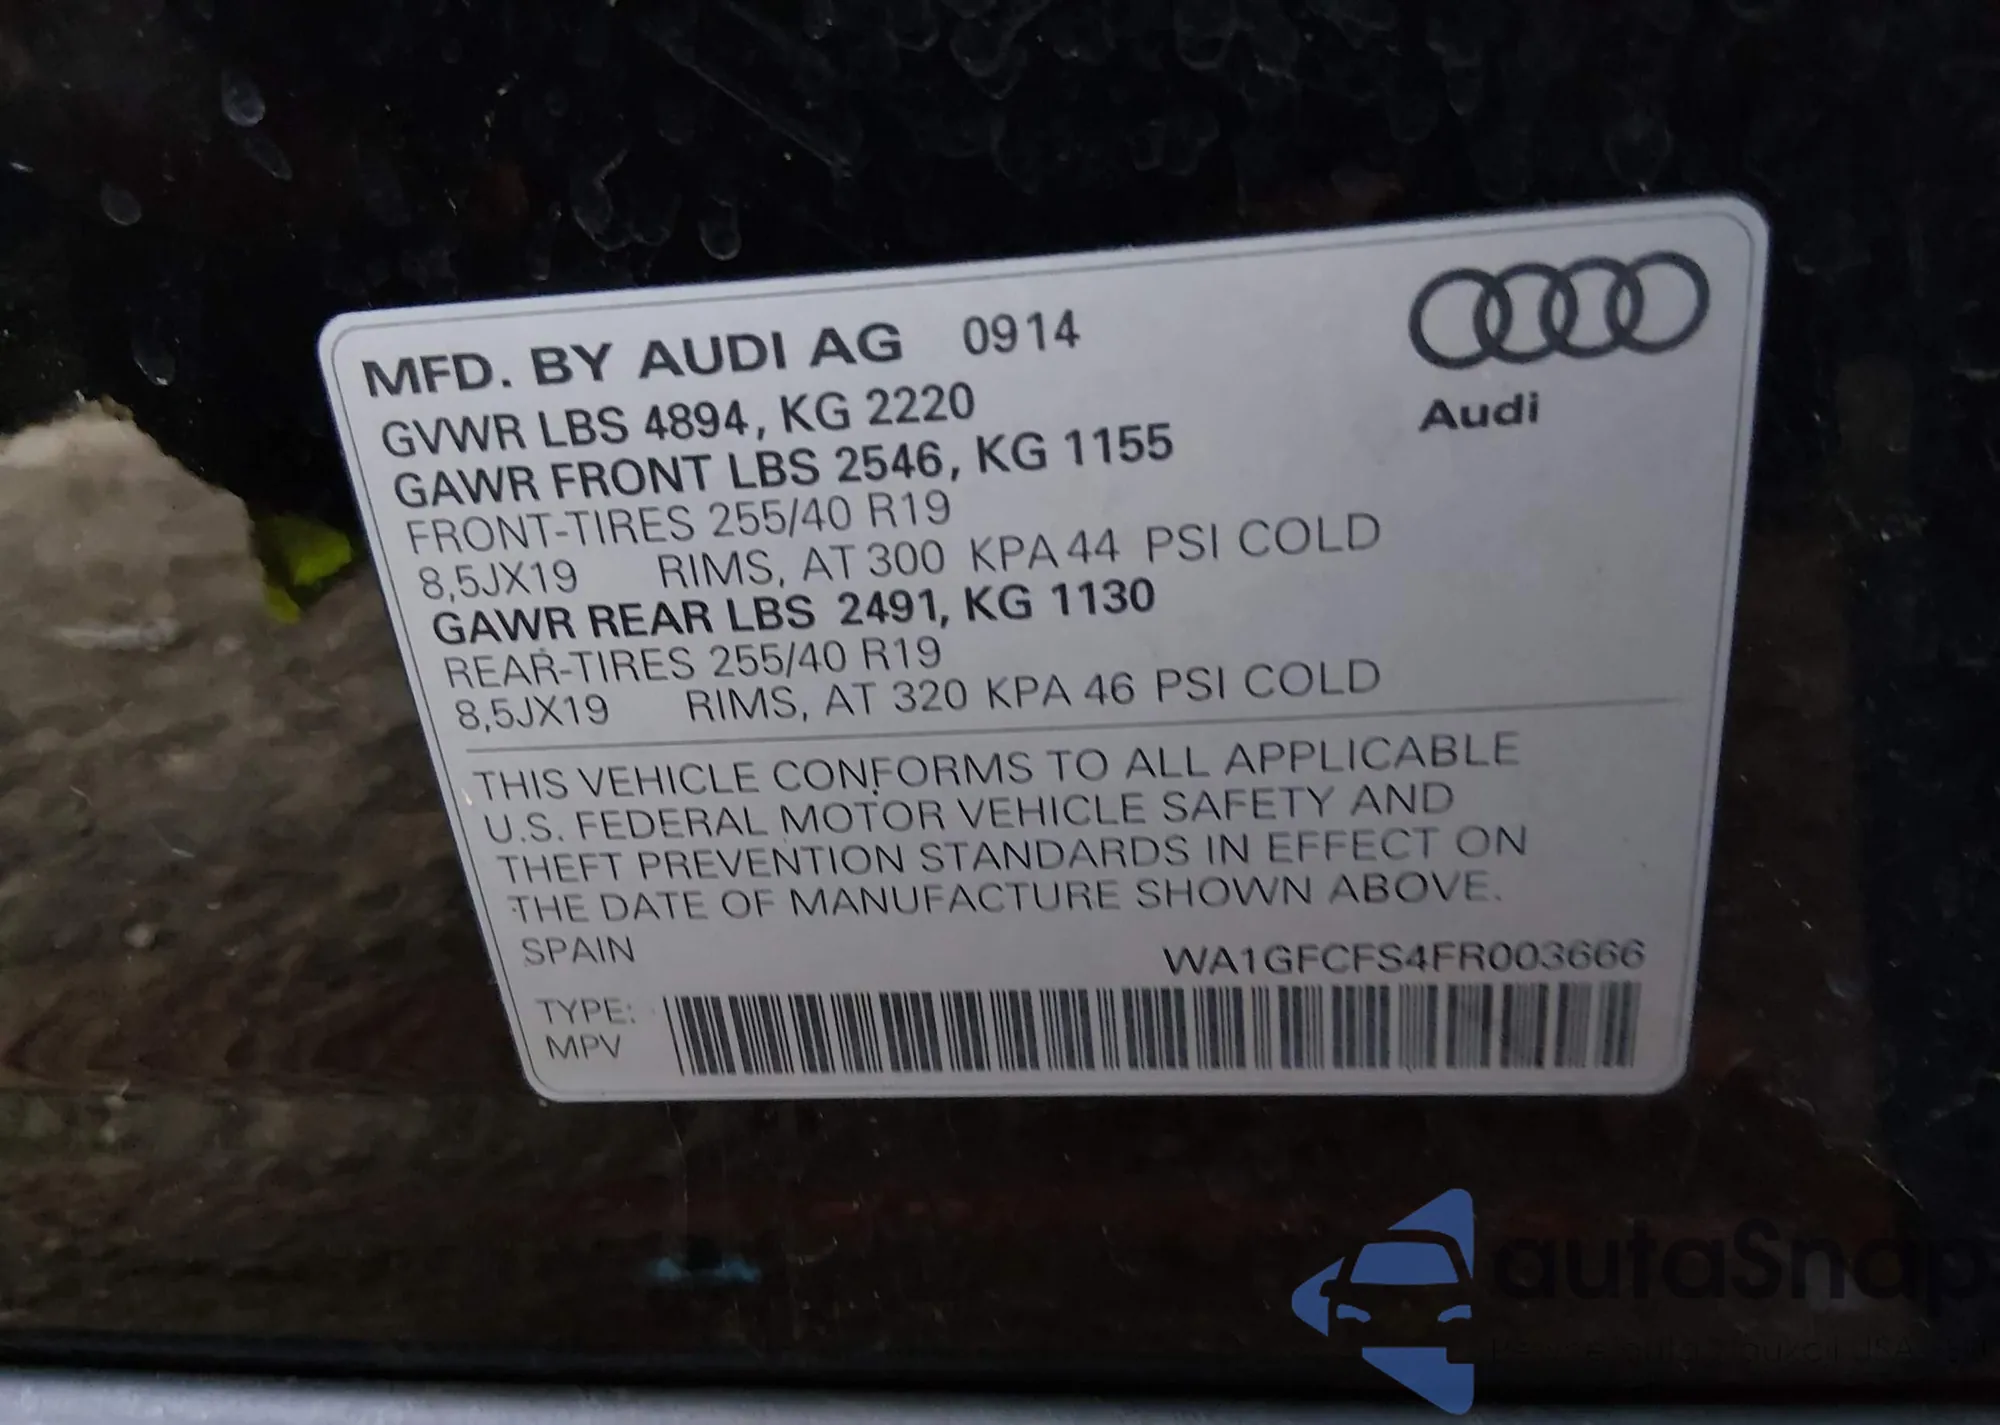 MFD. BY AUDI AG 0914
GVWR LBS 4894, KG 2220
GAWR FRONT LBS 2546, KG 1155
FRONT-TIRES 255/40 R19
8,5JX19 RIMS, AT 300 KPA 44 PSI COLD
GAWR REAR LBS 2491, KG 1130
REAR-TIRES 255/40 R19
8,5JX19 RIMS, AT 320 KPA 46 PSI COLD
Audi
THIS VEHICLE CONFORMS TO ALL APPLICABLE
U.S. FEDERAL MOTOR VEHICLE SAFETY AND
THEFT PREVENTION STANDARDS IN EFFECT ON
THE DATE OF MANUFACTURE SHOWN ABOVE.
SPAIN WA1GFCFS4FR003666
TYPE:
MPV
autaSnap